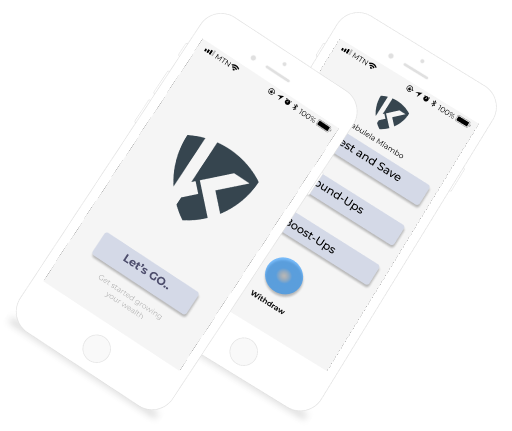 MTN
100%
Let's GO..
Get started growing
your wealth
MTN
100%
abulela Mlambo
est and Save
ound-Ups
Boost-Ups
Withdraw